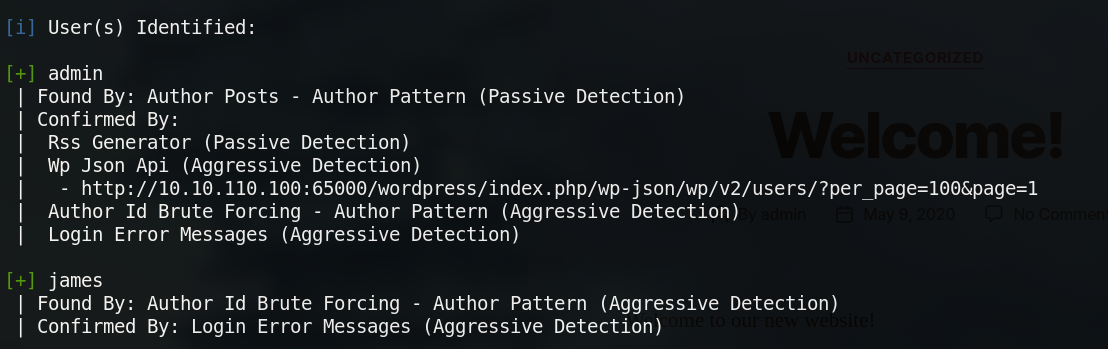 [i] User(s) Identified:
[+] admin
| Found By: Author Posts - Author Pattern (Passive Detection)
| Confirmed By:
|  Rss Generator (Passive Detection)
|  Wp Json Api (Aggressive Detection)
|   - http://10.10.110.100:65000/wordpress/index.php/wp-json/wp/v2/users/?per_page=100&page=1
|  Author Id Brute Forcing - Author Pattern (Aggressive Detection)
|  Login Error Messages (Aggressive Detection)
[+] james
| Found By: Author Id Brute Forcing - Author Pattern (Aggressive Detection)
| Confirmed By: Login Error Messages (Aggressive Detection)
UNCATEGORIZED
Welcome!
By admin May 9, 2020 No Commen
Welcome to our new website!